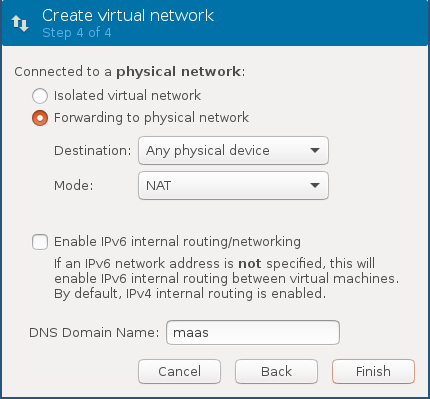 Create virtual network
Step 4 of 4
Connected to a physical network:
Isolated virtual network
Forwarding to physical network
Destination: Any physical device
Mode: NAT
Enable IPv6 internal routing/networking
If an IPv6 network address is not specified, this will
enable IPv6 internal routing between virtual machines.
By default, IPv4 internal routing is enabled.
DNS Domain Name: maas
Cancel Back Finish